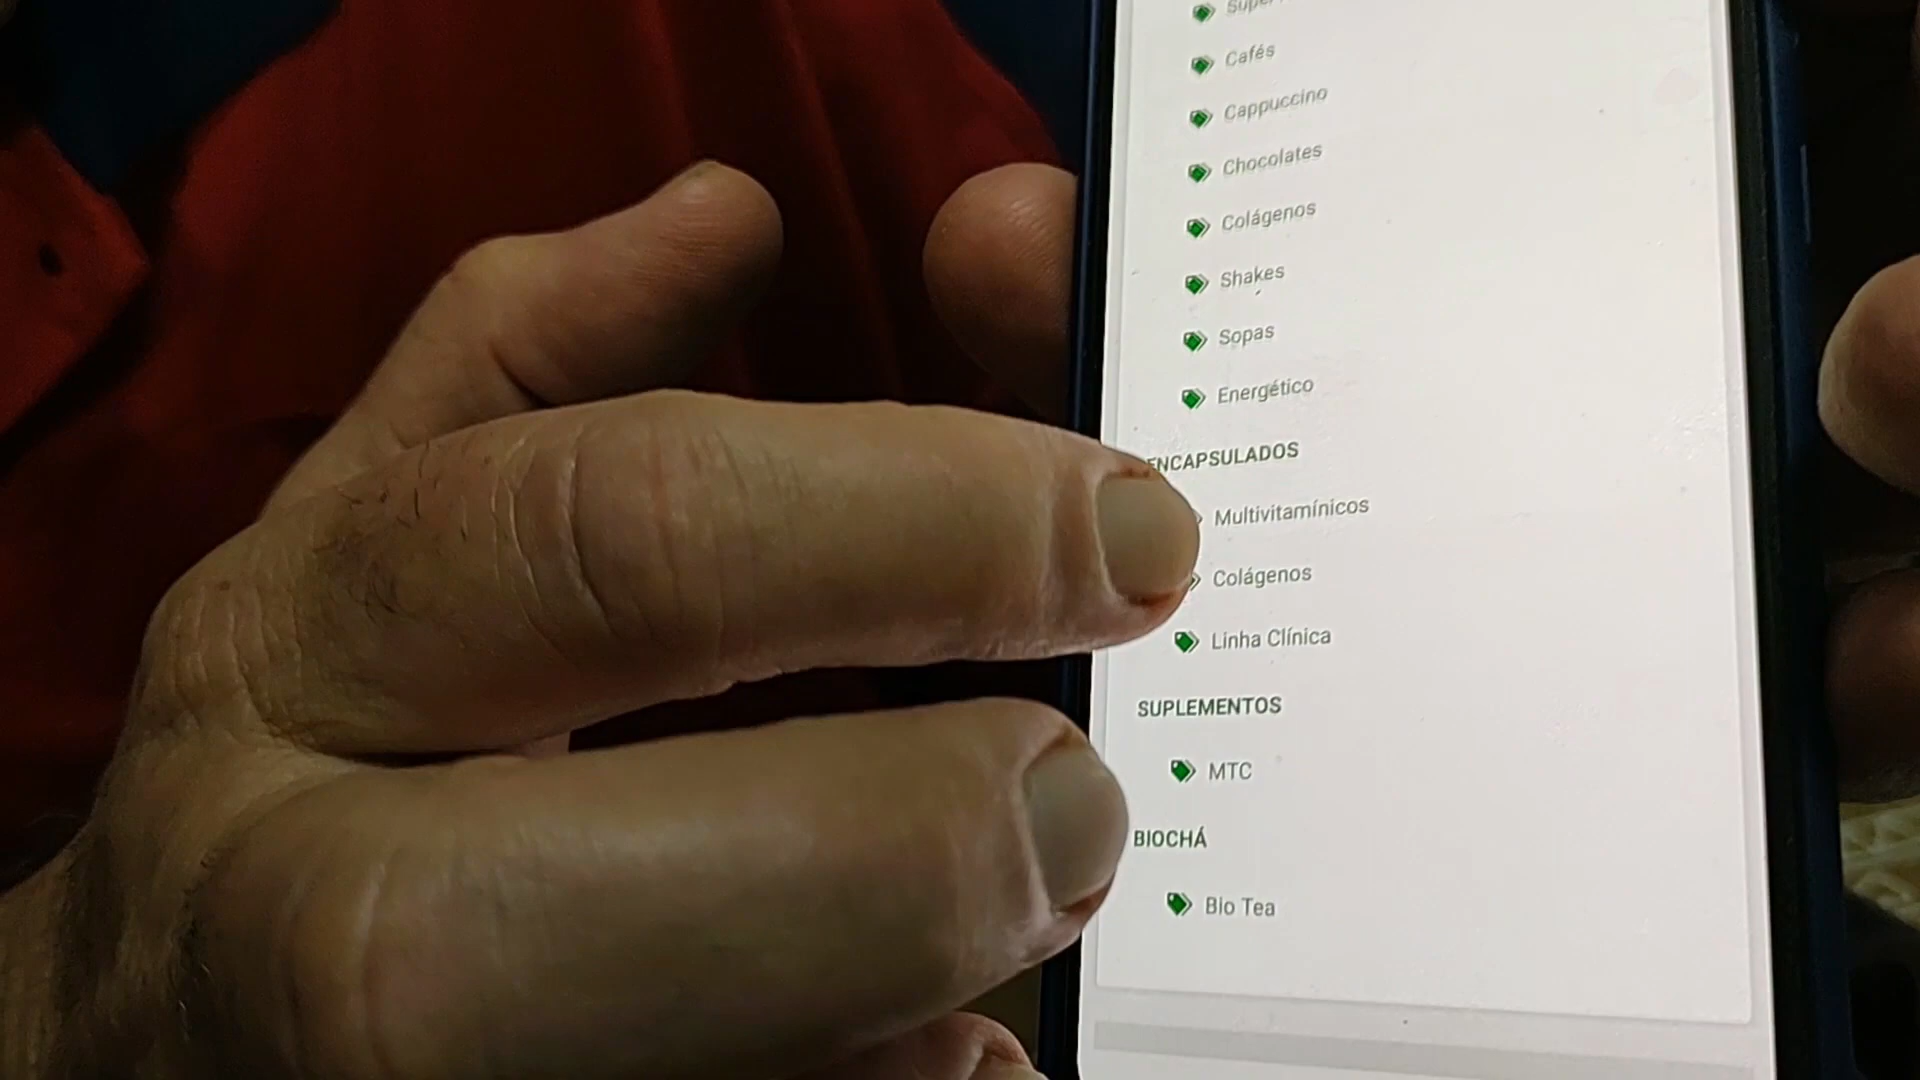 Cafés
Cappuccino
Chocolates
Colágenos
Shakes
Sopas
Energético
ENCAPSULADOS
Multivitamínicos
Colágenos
Linha Clínica
SUPLEMENTOS
MTC
BIOCHÁ
Bio Tea